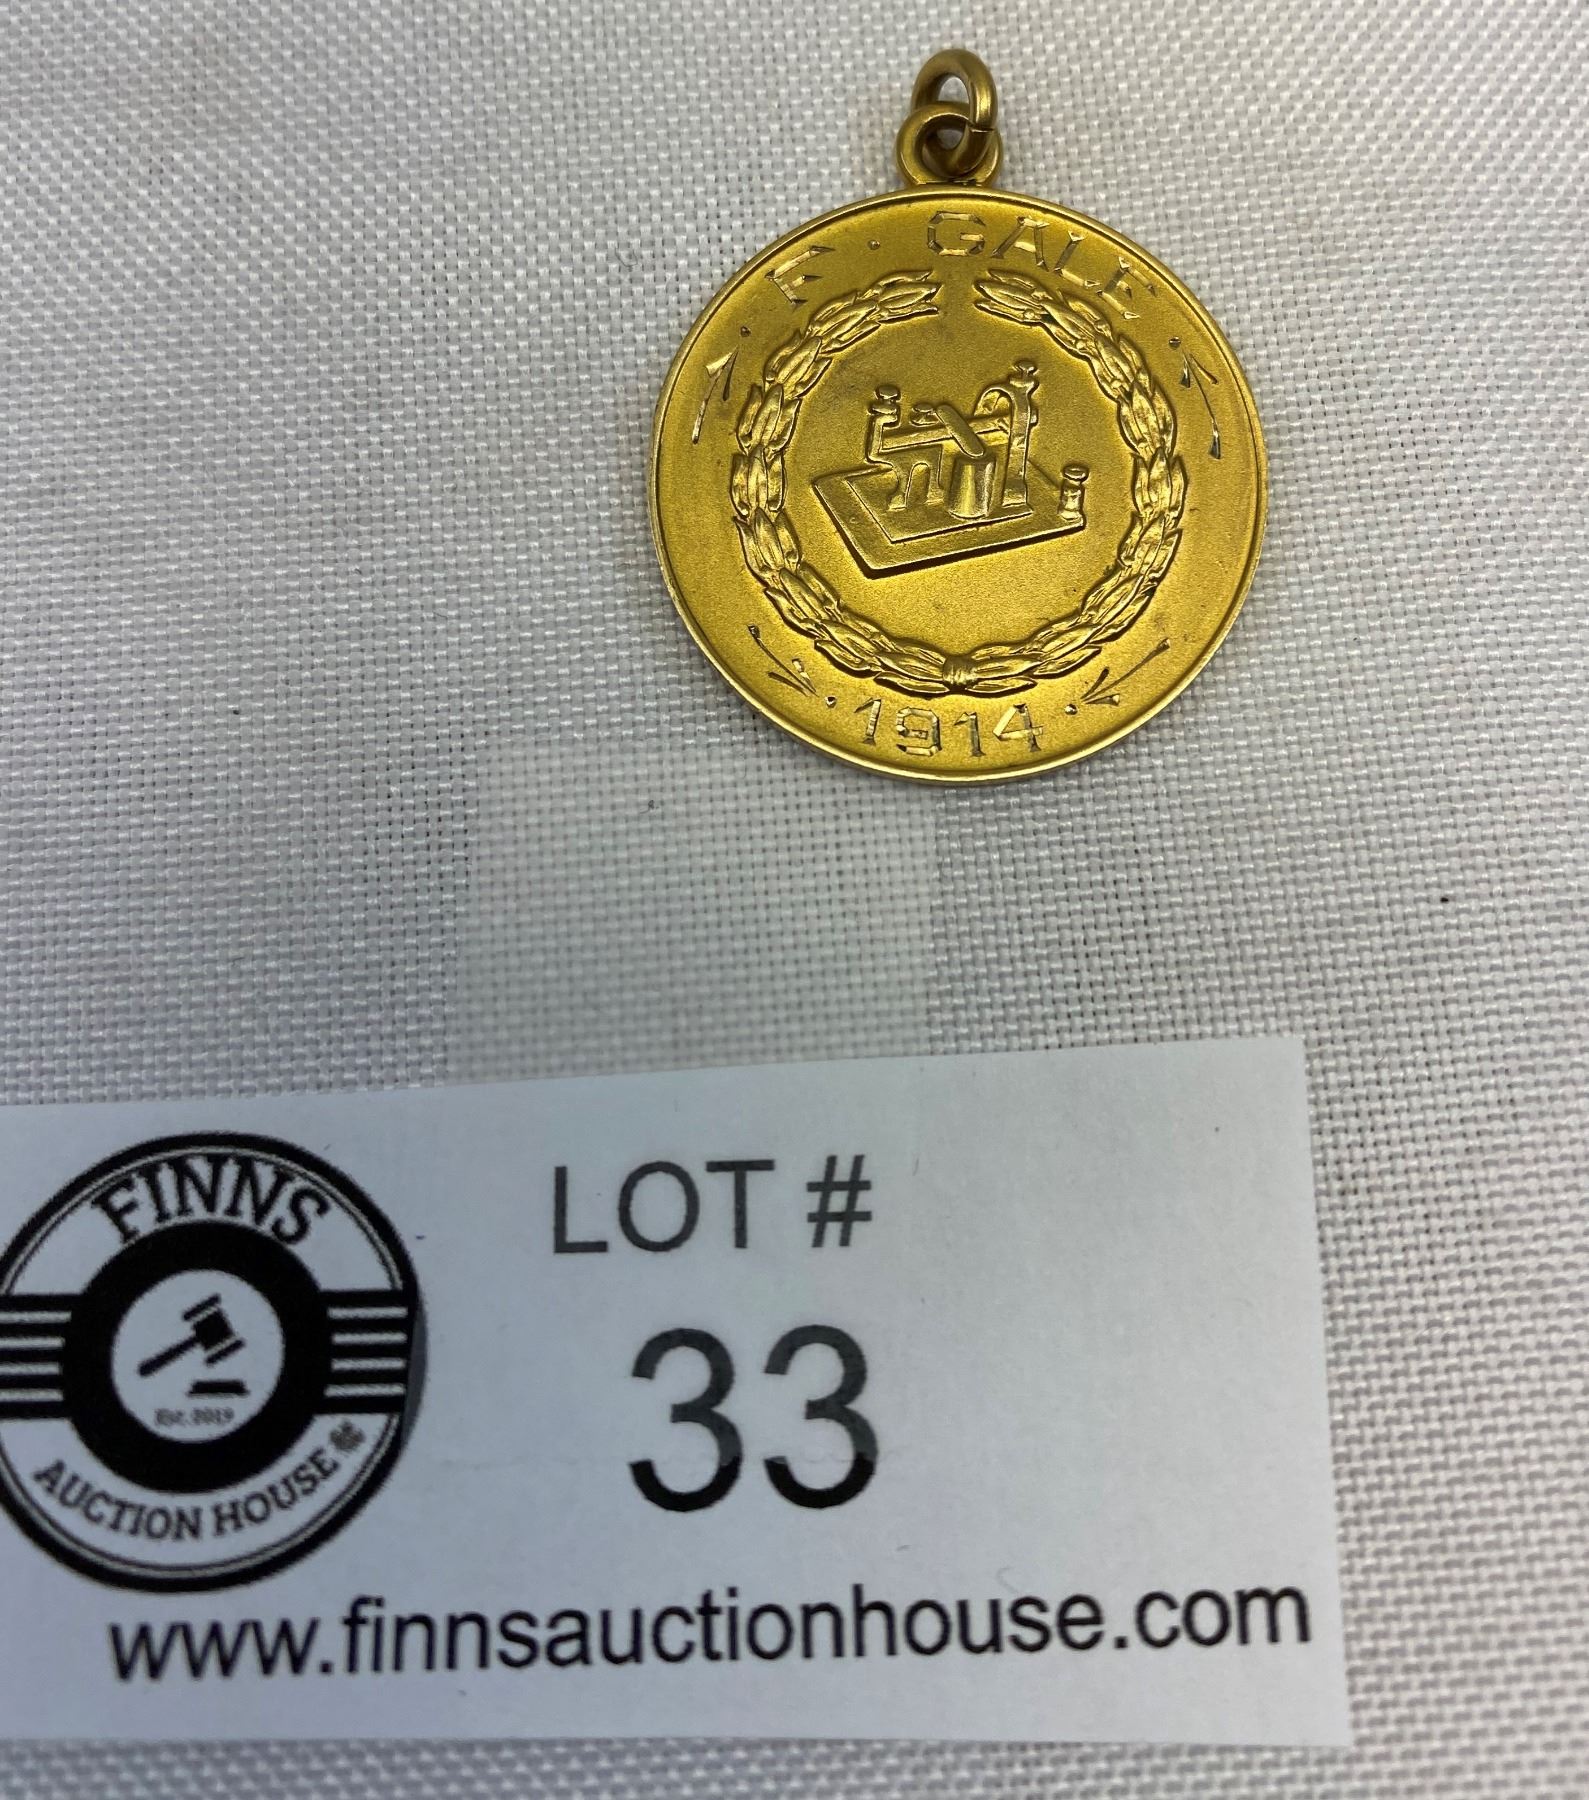 F · GALE
· 1914 ·
FINNS
Est. 2019
AUCTION HOUSE
LOT #
33
www.finnsauctionhouse.com